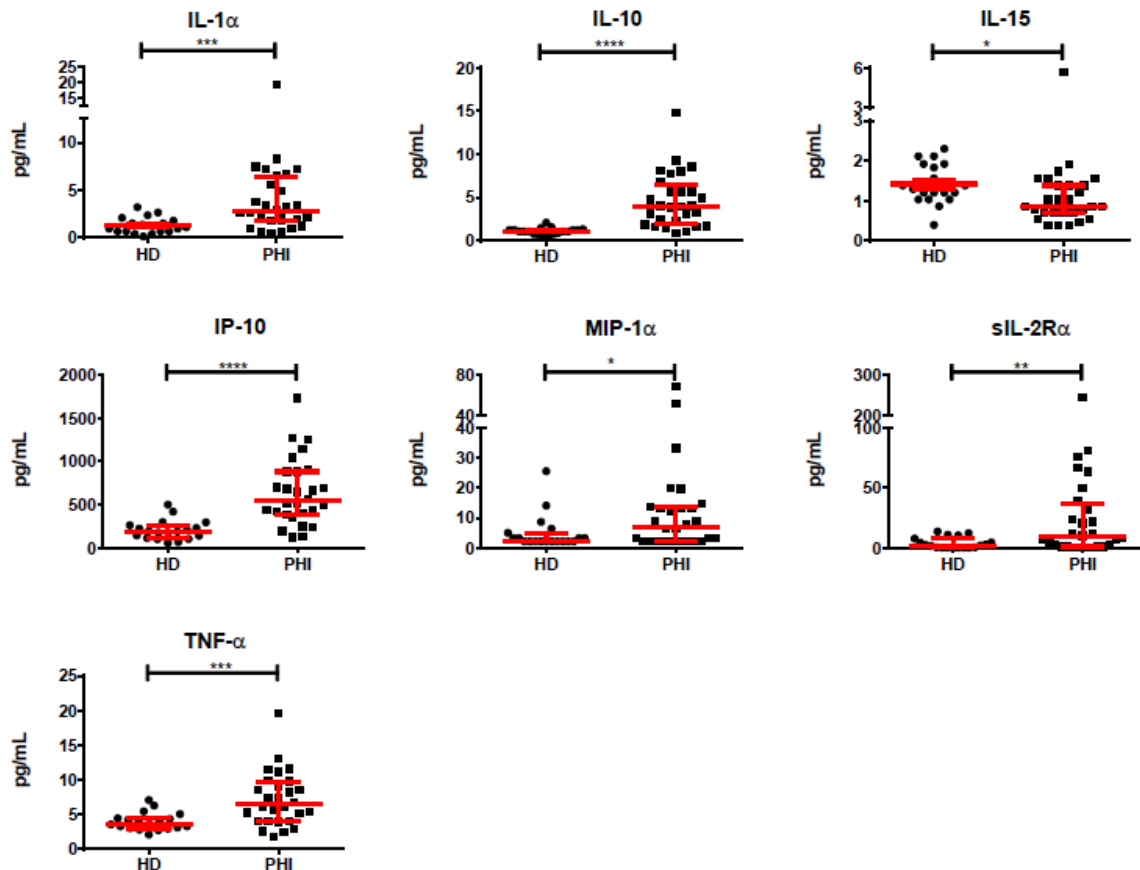 IL-1α
***
pg/mL
25
20
15
10
5
0
HD PHI
IL-10
****
pg/mL
20
15
10
5
0
HD PHI
IL-15
*
pg/mL
6
3
3
2
1
0
HD PHI
IP-10
****
pg/mL
2000
1500
1000
500
0
HD PHI
MIP-1α
*
pg/mL
80
40
40
30
20
10
0
HD PHI
sIL-2Rα
**
pg/mL
300
200
100
50
0
HD PHI
TNF-α
***
pg/mL
25
20
15
10
5
0
HD PHI